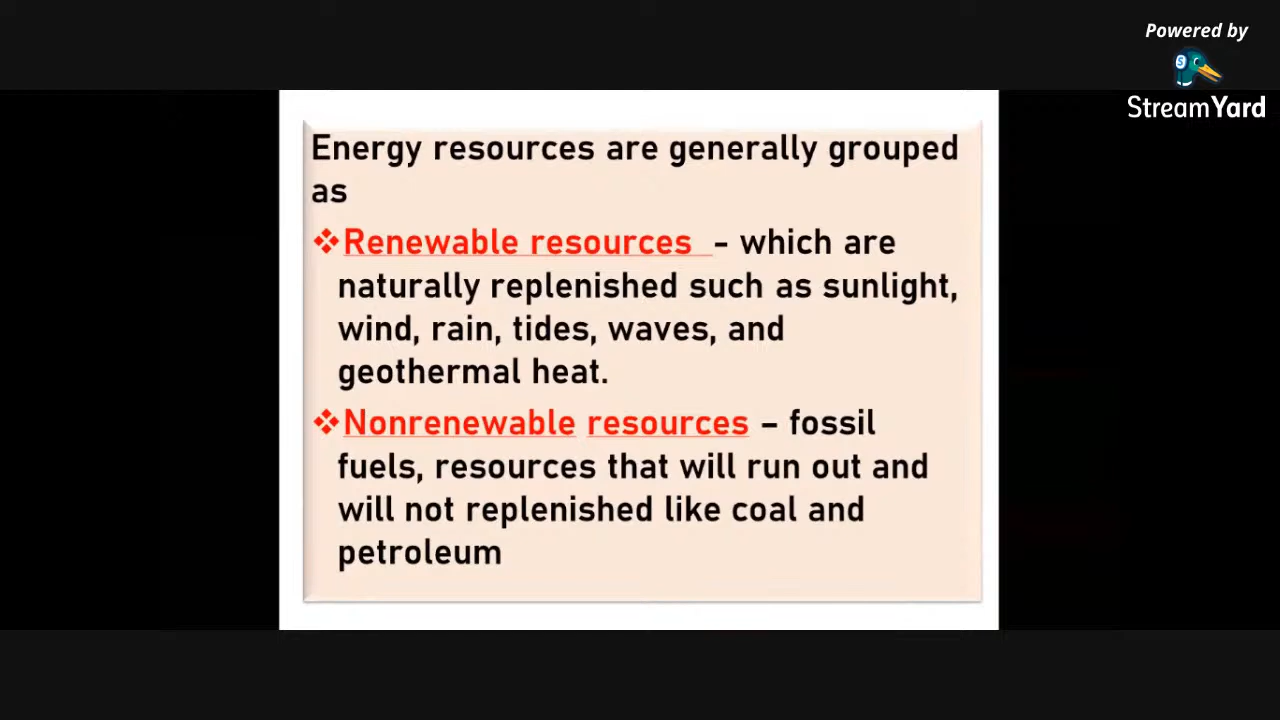 Powered by
StreamYard
Energy resources are generally grouped
as
❖Renewable resources - which are
naturally replenished such as sunlight,
wind, rain, tides, waves, and
geothermal heat.
❖Nonrenewable resources – fossil
fuels, resources that will run out and
will not replenished like coal and
petroleum